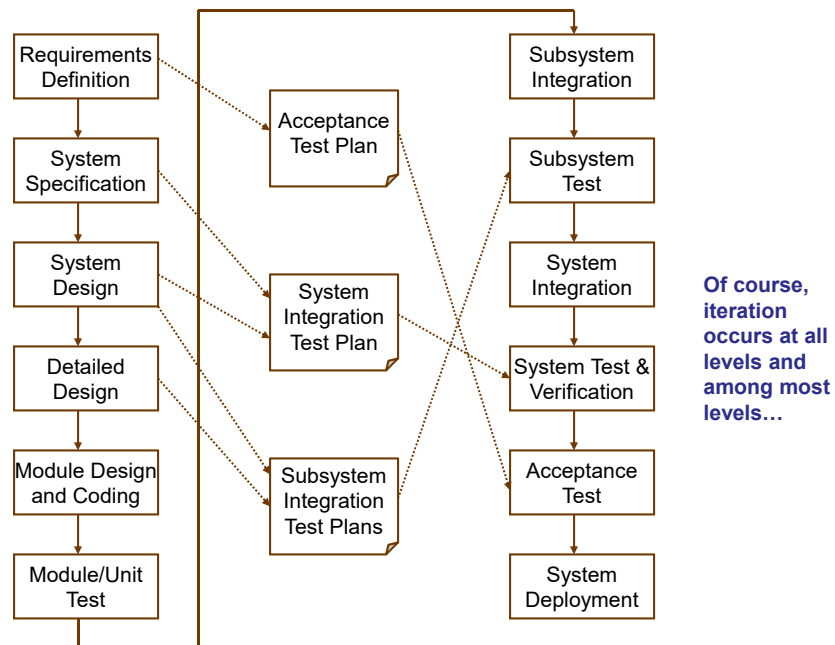 Requirements
Definition
System
Specification
System
Design
Detailed
Design
Module Design
and Coding
Module/Unit
Test
Acceptance
Test Plan
System
Integration
Test Plan
Subsystem
Integration
Test Plans
Subsystem
Integration
Subsystem
Test
System
Integration
System Test &
Verification
Acceptance
Test
System
Deployment
Of course,
iteration
occurs at all
levels and
among most
levels…